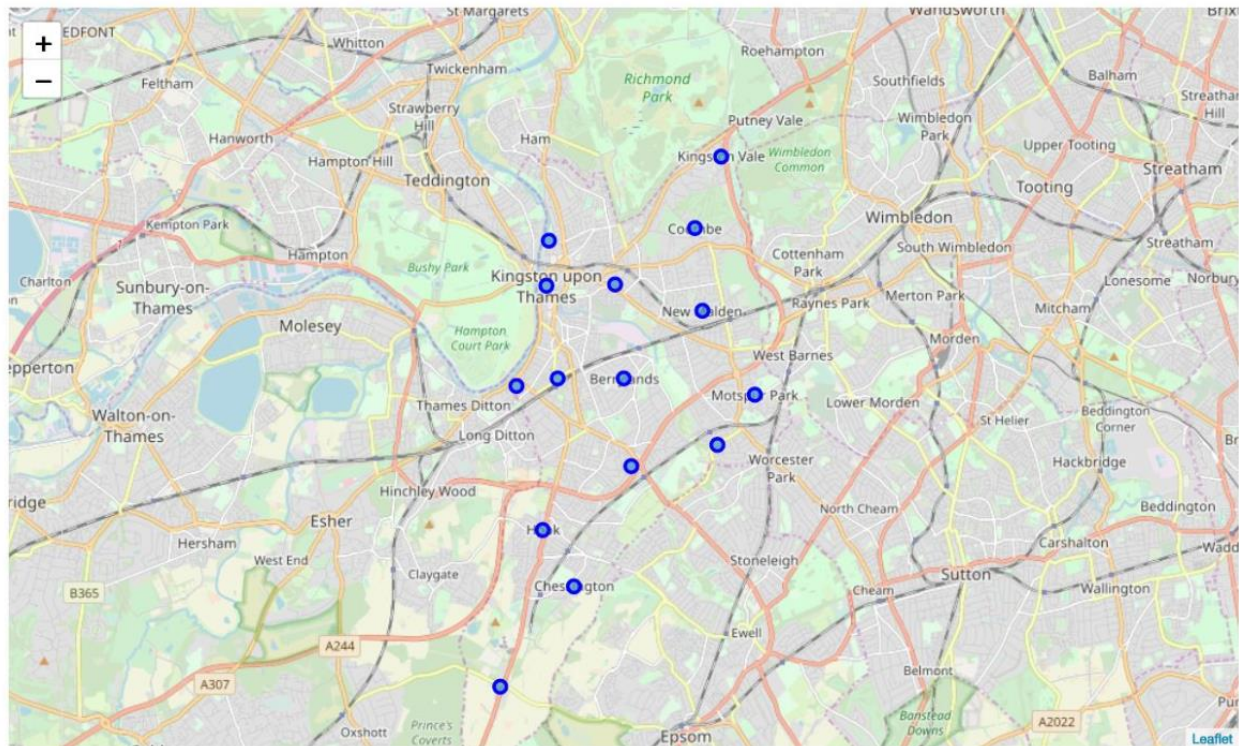 St Margarets
Wandsworth
+
EDFONT
Whitton
Roehampton
Brix
Twickenham
Richmond
Park
Southfields
Balham
Feltham
Strawberry
Hill
Streatham
Hill
Putney Vale
Wimbledon
Park
Hanworth
Ham
Upper Tooting
Hampton Hill
Wimbledon
Common
Streatham
Teddington
Tooting
Kempton Park
Wimbledon
Hampton
South Wimbledon
Streatham
Cottenham
Park
Bushy Park
Kingston upon
Thames
Charlton
Sunbury-on-
Thames
Lonesome
Norbury
Merton Park
Raynes Park
Mitcham
Molesey
Hampton
Court Park
Morden
West Barnes
epperton
Thames Ditton
Lower Morden
Walton-on-
Thames
Long Ditton
St Helier
Beddington
Corner
Worcester
Park
Hackbridge
Hinchley Wood
ridge
Esher
North Cheam
Beddington
Hersham
West End
Carshalton
Wadd
Stoneleigh
Claygate
Sutton
B365
Cheam
Wallington
Ewell
A244
Belmont
A307
Prince's
Coverts
Banstead
Downs
A2022
Oxshott
Epsom
Leaflet